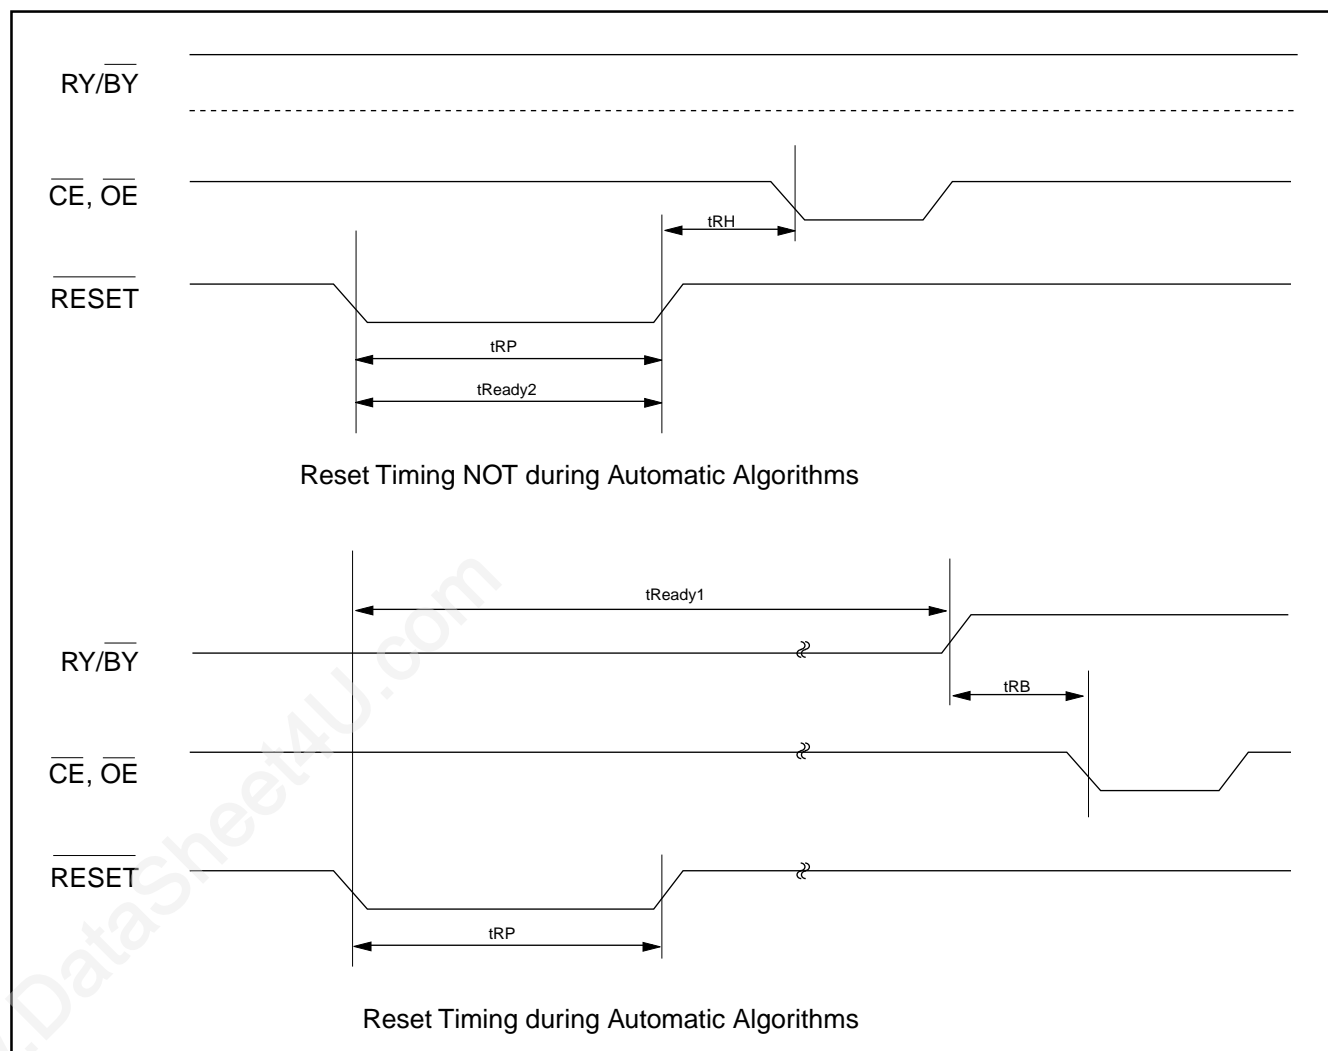 RY/BY
CE, OE
tRH
RESET
tRP
tReady2
Reset Timing NOT during Automatic Algorithms
tReady1
RY/BY
tRB
CE, OE
RESET
tRP
Reset Timing during Automatic Algorithms
.DataSheet4U.com